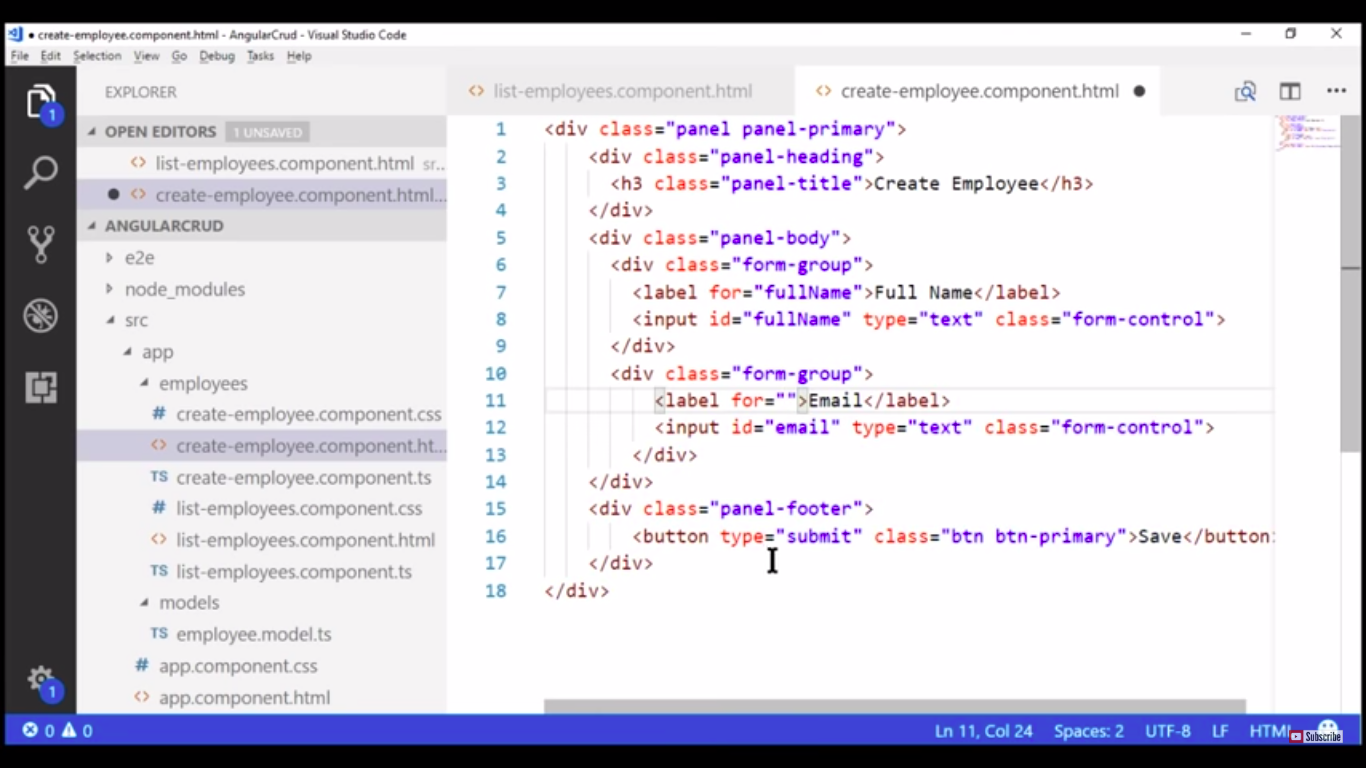 create-employee.component.html - AngularCrud - Visual Studio Code
File Edit Selection View Go Debug Tasks Help
EXPLORER
OPEN EDITORS 1 UNSAVED
list-employees.component.html sr...
create-employee.component.html...
ANGULARCRUD
e2e
node_modules
src
app
employees
# create-employee.component.css
<> create-employee.component.ht...
TS create-employee.component.ts
# list-employees.component.css
<> list-employees.component.html
TS list-employees.component.ts
models
TS employee.model.ts
# app.component.css
<> app.component.html
1
1
<> list-employees.component.html
<> create-employee.component.html
1 <div class="panel panel-primary">
2 <div class="panel-heading">
3 <h3 class="panel-title">Create Employee</h3>
4 </div>
5 <div class="panel-body">
6 <div class="form-group">
7 <label for="fullName">Full Name</label>
8 <input id="fullName" type="text" class="form-control">
9 </div>
10 <div class="form-group">
11 <label for="">Email</label>
12 <input id="email" type="text" class="form-control">
13 </div>
14 </div>
15 <div class="panel-footer">
16 <button type="submit" class="btn btn-primary">Save</button
17 </div>
18 </div>
0 0
Ln 11, Col 24 Spaces: 2 UTF-8 LF HTML
Subscribe